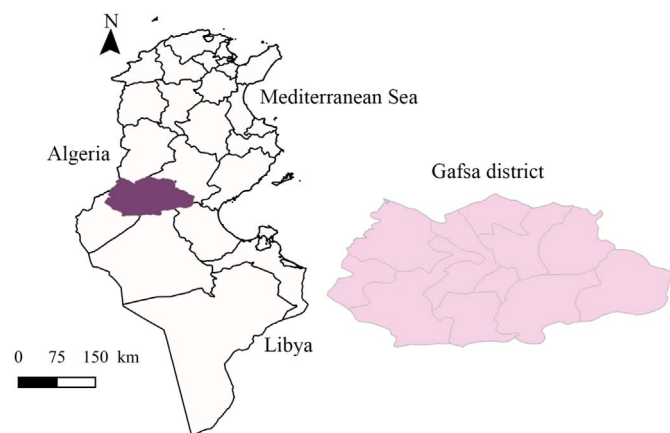 N
Mediterranean Sea
Algeria
Gafsa district
Libya
0 75 150 km